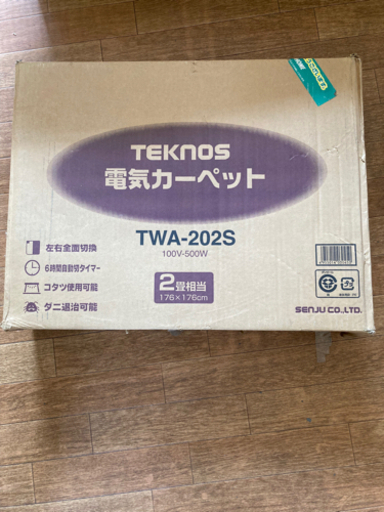 TEKNOS
電気カーペット
TWA-202S
100V-500W
左右全面切換
6時間自動切タイマー
コタツ使用可能
ダニ退治可能
2畳相当
176×176cm
SENJU CO.,LTD.